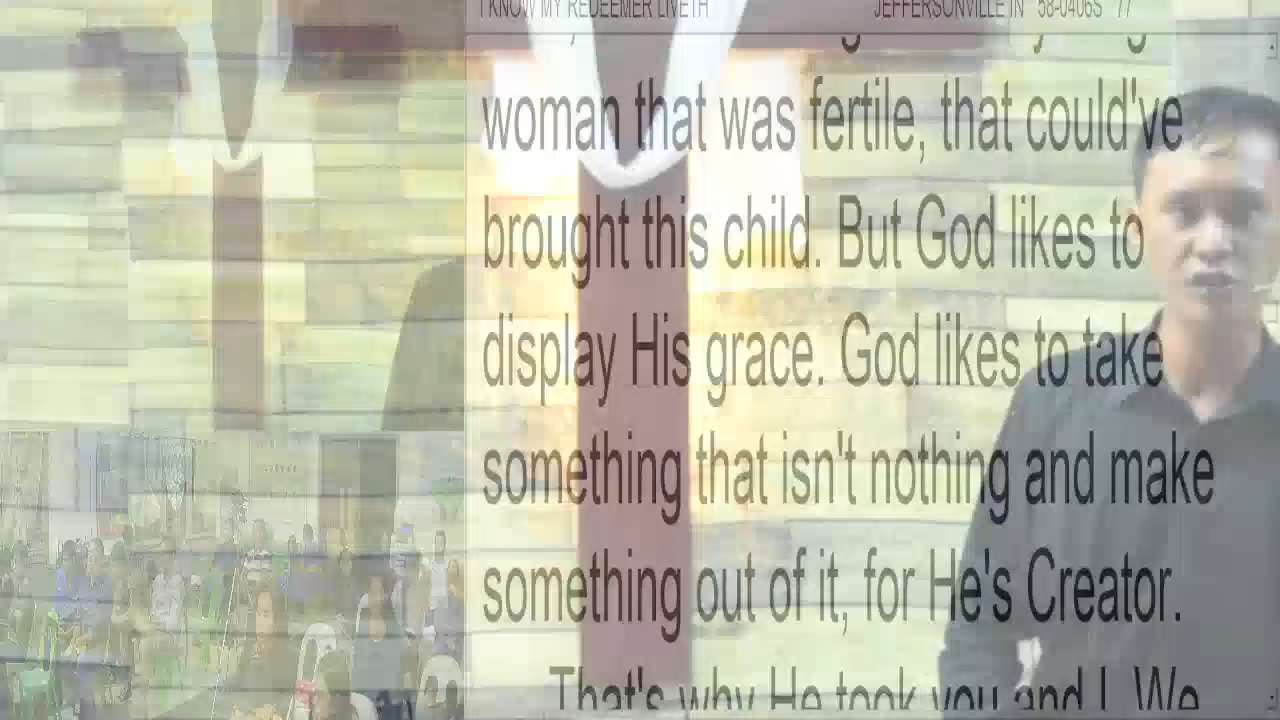 I KNOW MY REDEEMER LIVETH JEFFERSONVILLE IN 58-0406S 77
woman that was fertile, that could've
brought this child. But God likes to
display His grace. God likes to take
something that isn't nothing and make
something out of it, for He's Creator.
That's why He took you and I. We